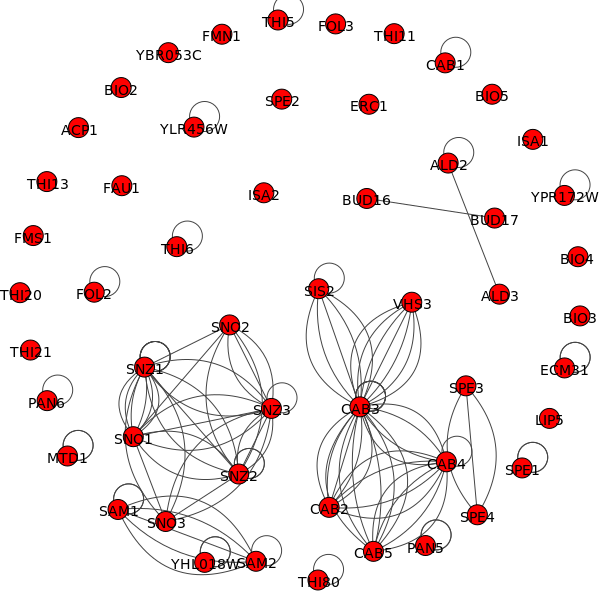 THI5
FOL3
FMN1
THI11
YBR053C
CAB1
BIO2
BIO5
SPE2
ERC1
ACP1
YLR456W
ISA1
ALD2
THI13
FAU1
ISA2
BUD16
YPR172W
BUD17
FMS1
THI6
BIO4
THI20
FOL2
SIS2
ALD3
VHS3
BIO3
SNO2
THI21
SNZ1
ECM31
SPE3
PAN6
SNZ3
CAB3
LIP5
SNO1
MTD1
CAB4
SPE1
SNZ2
SAM1
CAB2
SNO3
SPE4
PAN5
CAB5
YHL018W
SAM2
THI80